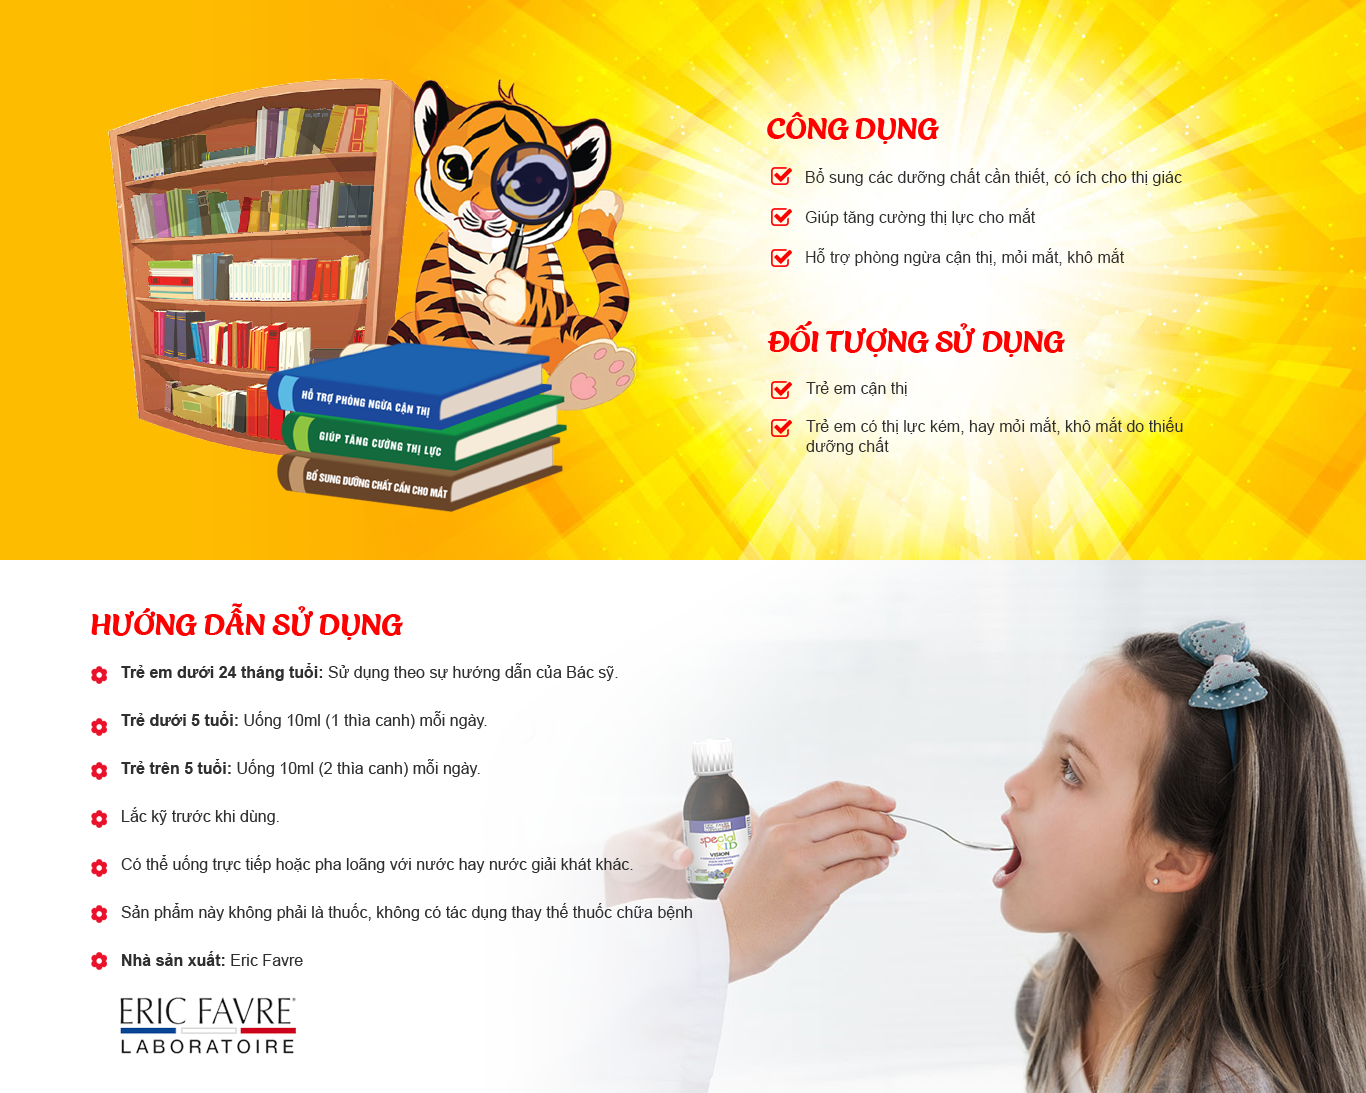 CÔNG DỤNG
Bổ sung các dưỡng chất cần thiết, có ích cho thị giác
Giúp tăng cường thị lực cho mắt
Hỗ trợ phòng ngừa cận thị, mỏi mắt, khô mắt
ĐỐI TƯỢNG SỬ DỤNG
Trẻ em cận thị
Trẻ em có thị lực kém, hay mỏi mắt, khô mắt do thiếu
dưỡng chất
HỖ TRỢ PHÒNG NGỪA CẬN THỊ
GIÚP TĂNG CƯỜNG THỊ LỰC
BỔ SUNG DƯỠNG CHẤT CẦN CHO MẮT
HƯỚNG DẪN SỬ DỤNG
Trẻ em dưới 24 tháng tuổi: Sử dụng theo sự hướng dẫn của Bác sỹ.
Trẻ dưới 5 tuổi: Uống 10ml (1 thìa canh) mỗi ngày.
Trẻ trên 5 tuổi: Uống 10ml (2 thìa canh) mỗi ngày.
Lắc kỹ trước khi dùng.
Có thể uống trực tiếp hoặc pha loãng với nước hay nước giải khát khác.
Sản phẩm này không phải là thuốc, không có tác dụng thay thế thuốc chữa bệnh
Nhà sản xuất: Eric Favre
ERIC FAVRE
LABORATOIRE
ERIC FAVRE
special
KID
VISION